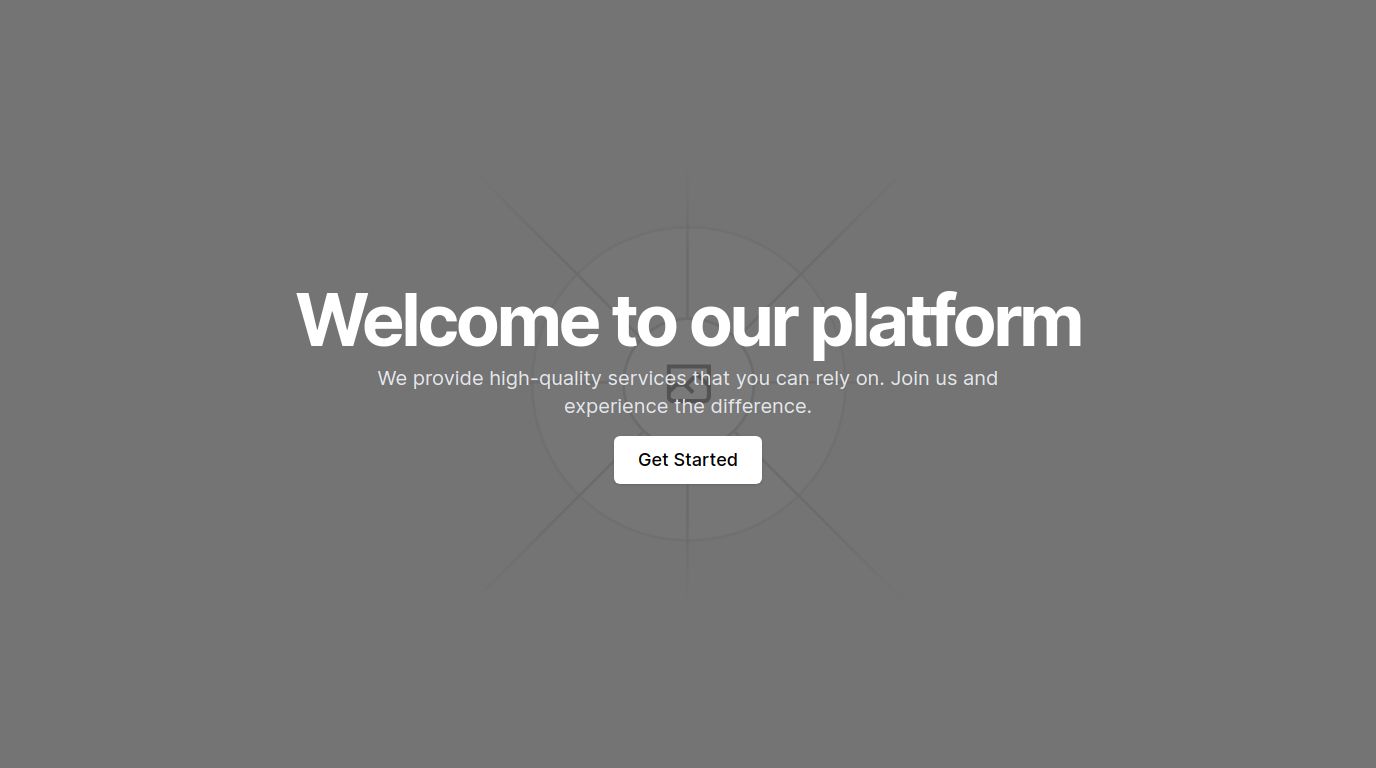 Welcome to our platform
We provide high-quality services that you can rely on. Join us and
experience the difference.
Get Started